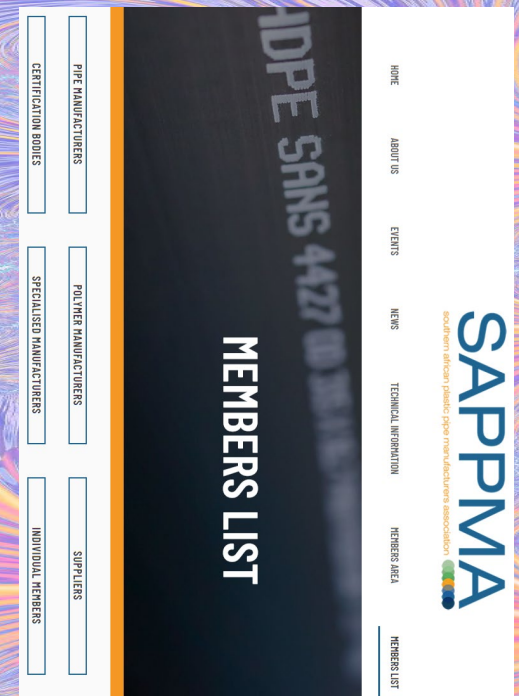 SAPPMA
southern african plastic pipe manufacturers association
HOME ABOUT US EVENTS NEWS TECHNICAL INFORMATION MEMBERS AREA MEMBERS LIST
HDPE SANS 4427
MEMBERS LIST
PIPE MANUFACTURERS POLYMER MANUFACTURERS SUPPLIERS
CERTIFICATION BODIES SPECIALISED MANUFACTURERS INDIVIDUAL MEMBERS